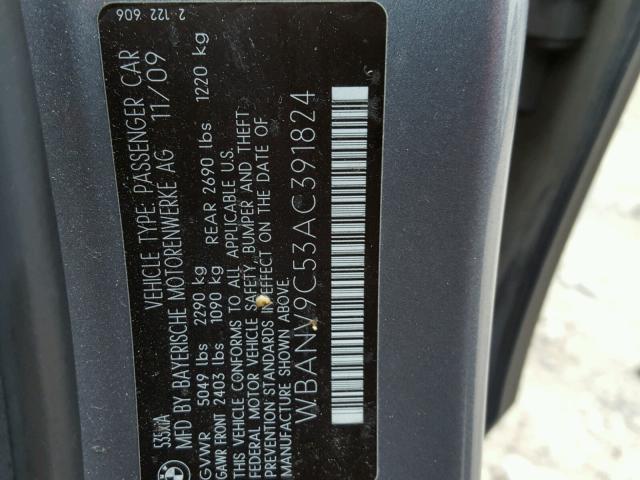 535XIA
VEHICLE TYPE: PASSENGER CAR
MFD BY BAYERISCHE MOTORENWERKE AG 11/09
GVWR 5049 lbs 2290 kg
GAWR FRONT 2403 lbs 1090 kg REAR 2690 lbs 1220 kg
THIS VEHICLE CONFORMS TO ALL APPLICABLE U.S.
FEDERAL MOTOR VEHICLE SAFETY, BUMPER AND THEFT
PREVENTION STANDARDS IN EFFECT ON THE DATE OF
MANUFACTURE SHOWN ABOVE.
WBANV9C53AC391824
2 122 606